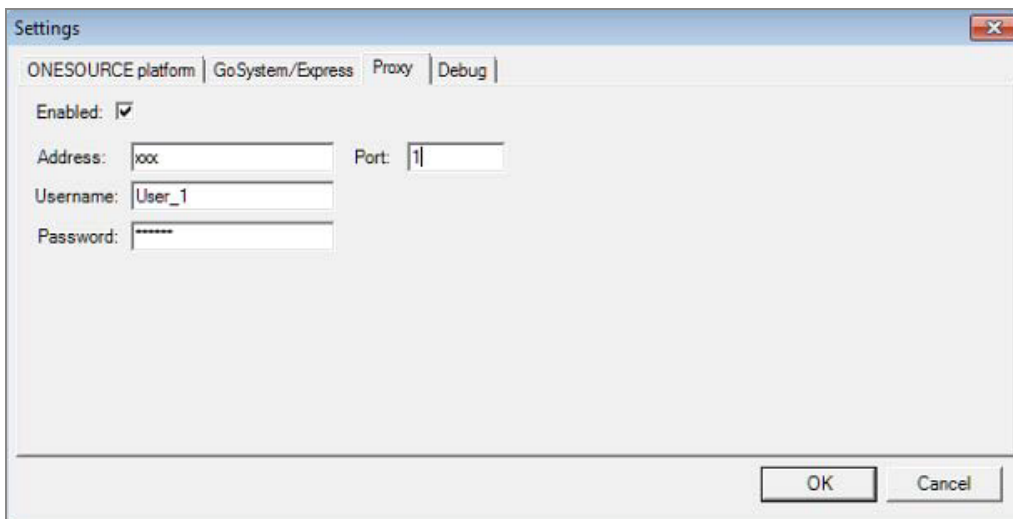 Settings
ONESOURCE platform GoSystem/Express Proxy Debug
Enabled:
Address: xxx Port: 1
Username: User_1
Password: ******
OK Cancel